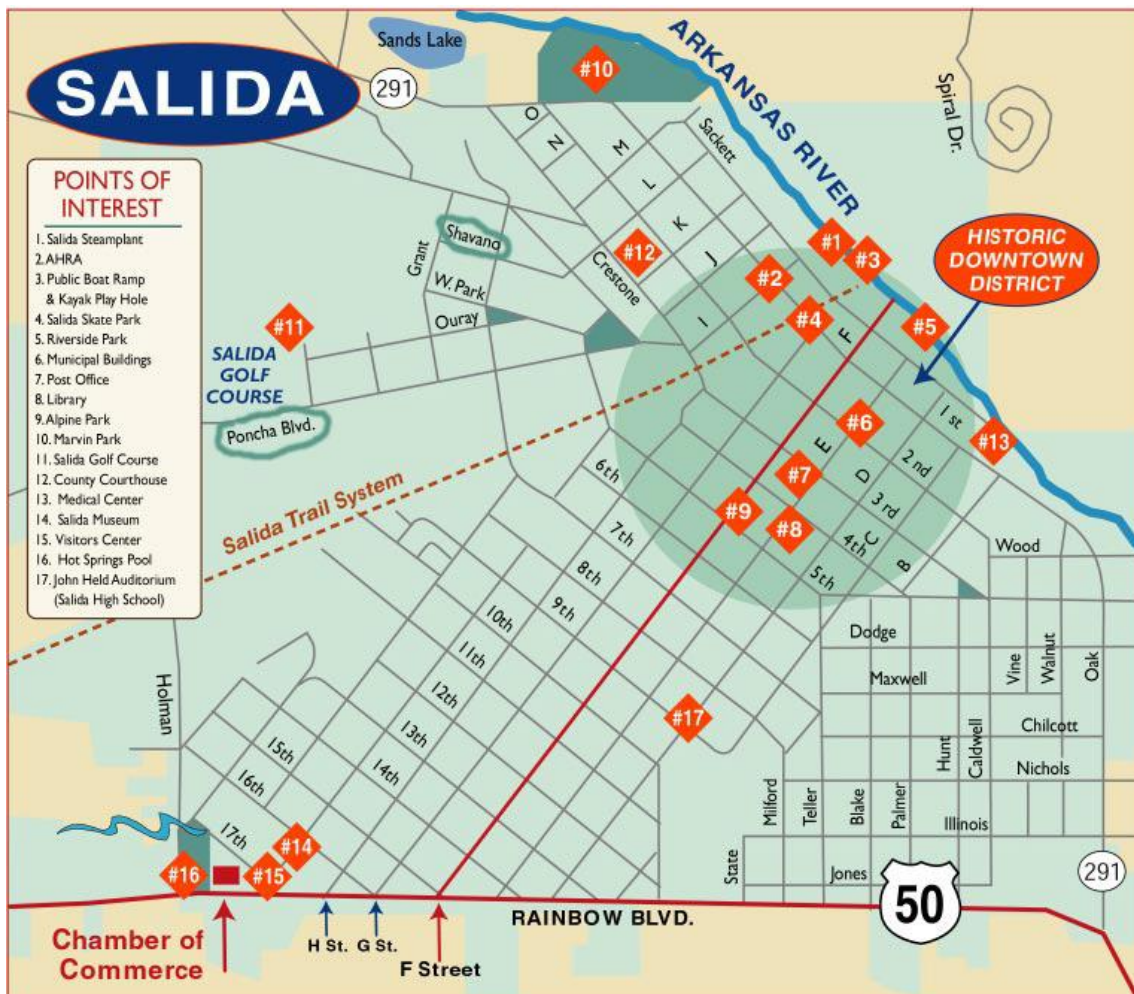 SALIDA
Sands Lake
291
#10
ARKANSAS RIVER
Spiral Dr.
POINTS OF
INTEREST
1. Salida Steamplant
2. AHRA
3. Public Boat Ramp
& Kayak Play Hole
4. Salida Skate Park
5. Riverside Park
6. Municipal Buildings
7. Post Office
8. Library
9. Alpine Park
10. Marvin Park
11. Salida Golf Course
12. County Courthouse
13. Medical Center
14. Salida Museum
15. Visitors Center
16. Hot Springs Pool
17. John Held Auditorium
(Salida High School)
O
N
M
L
K
J
I
Sackett
Shavano
Grant
W. Park
Ouray
Crestone
#12
#1
#3
#2
#4
#5
HISTORIC
DOWNTOWN
DISTRICT
#11
SALIDA
GOLF
COURSE
Poncha Blvd.
F
E
D
C
B
1st
2nd
3rd
4th
5th
#6
#13
#7
#9
#8
Salida Trail System
6th
7th
8th
9th
10th
11th
12th
13th
14th
15th
16th
17th
Wood
Dodge
Maxwell
Vine
Walnut
Oak
Chilcott
Hunt
Caldwell
Nichols
Milford
Teller
Blake
Palmer
Illinois
State
Jones
Holman
#17
#14
#16
#15
50
291
RAINBOW BLVD.
Chamber of
Commerce
H St.
G St.
F Street